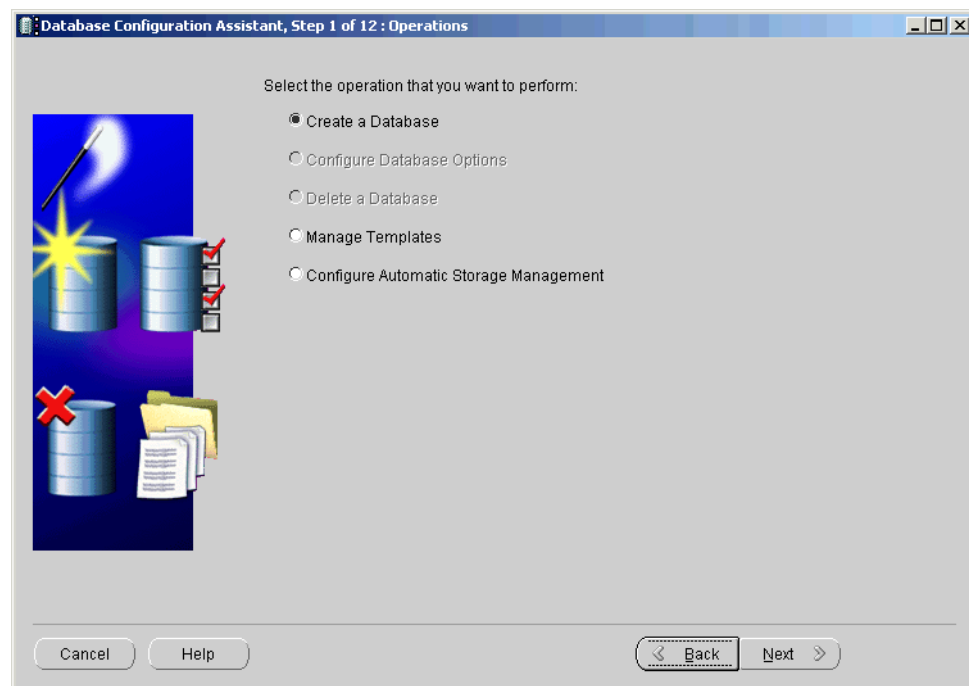 Database Configuration Assistant, Step 1 of 12 : Operations
Select the operation that you want to perform:
Create a Database
Configure Database Options
Delete a Database
Manage Templates
Configure Automatic Storage Management
Cancel
Help
Back
Next